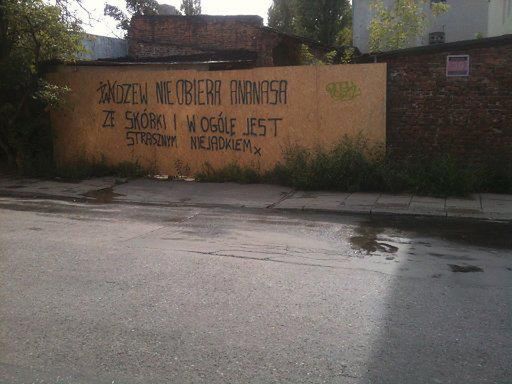 NIE OBIERA ANANASA
ZE SKÓRKI I W OGÓLE JEST
STRASZNYM NIEJADKIEM x